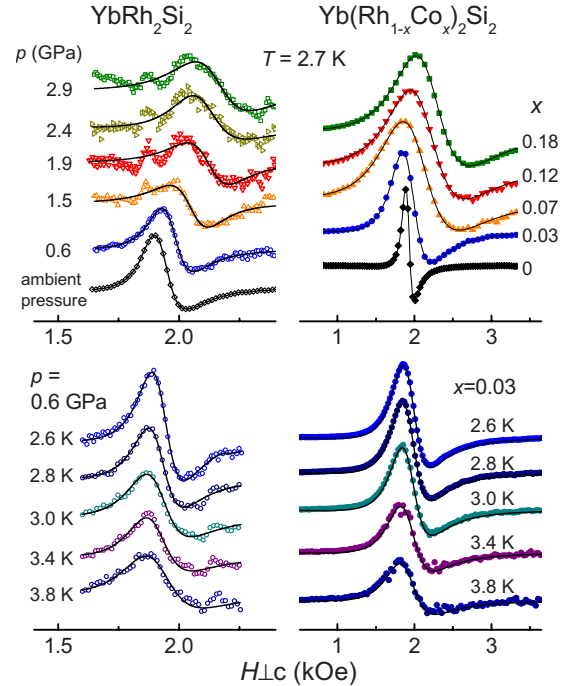 YbRh2Si2
Yb(Rh1-xCox)2Si2
p (GPa)
T = 2.7 K
2.9
2.4
1.9
1.5
0.6
ambient
pressure
x
0.18
0.12
0.07
0.03
0
1.5
2.0
1
2
3
p =
0.6 GPa
2.6 K
2.8 K
3.0 K
3.4 K
3.8 K
x=0.03
2.6 K
2.8 K
3.0 K
3.4 K
3.8 K
1.5
2.0
1
2
3
H⊥c (kOe)